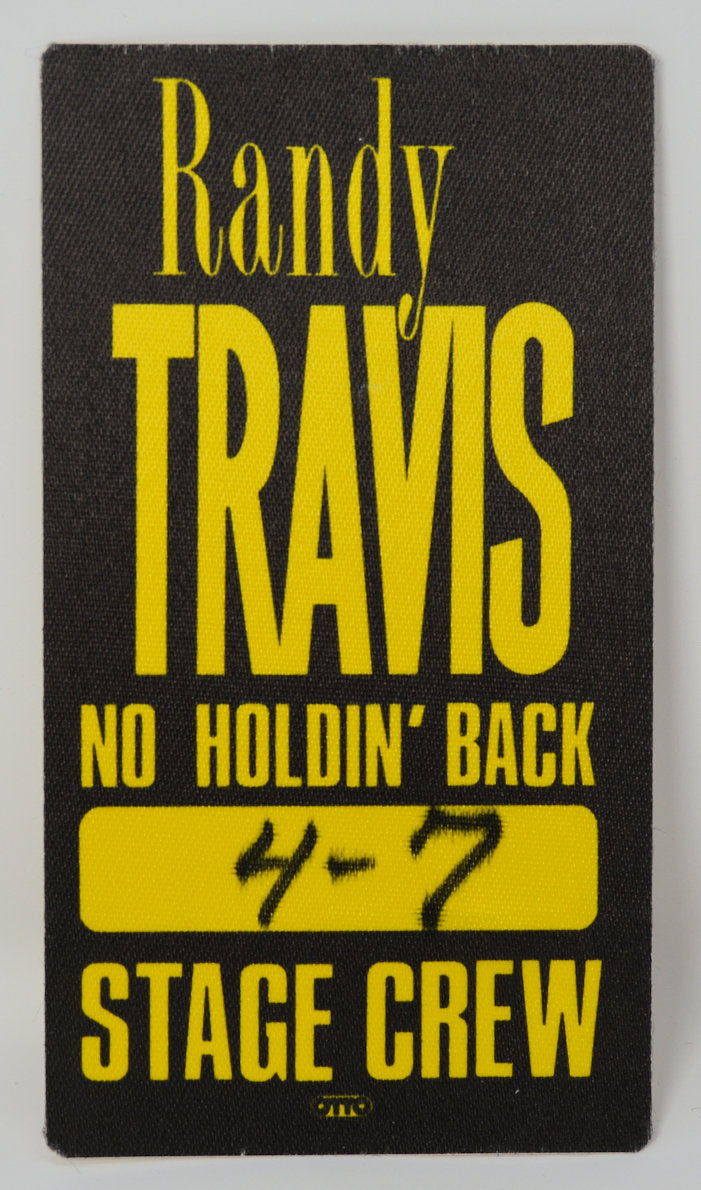 Randy
TRAVIS
NO HOLDIN' BACK
4-7
STAGE CREW
OTTO